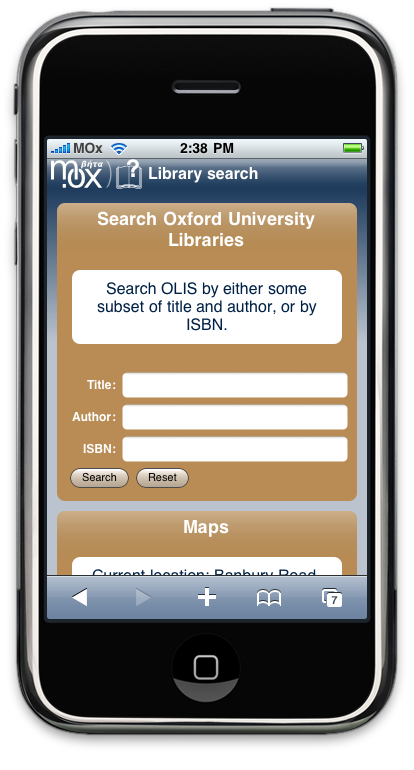 MOx 2:38 PM
βήτα
m.ox Library search
Search Oxford University
Libraries
Search OLIS by either some
subset of title and author, or by
ISBN.
Title:
Author:
ISBN:
Search Reset
Maps
Current location: Banbury Road,
7